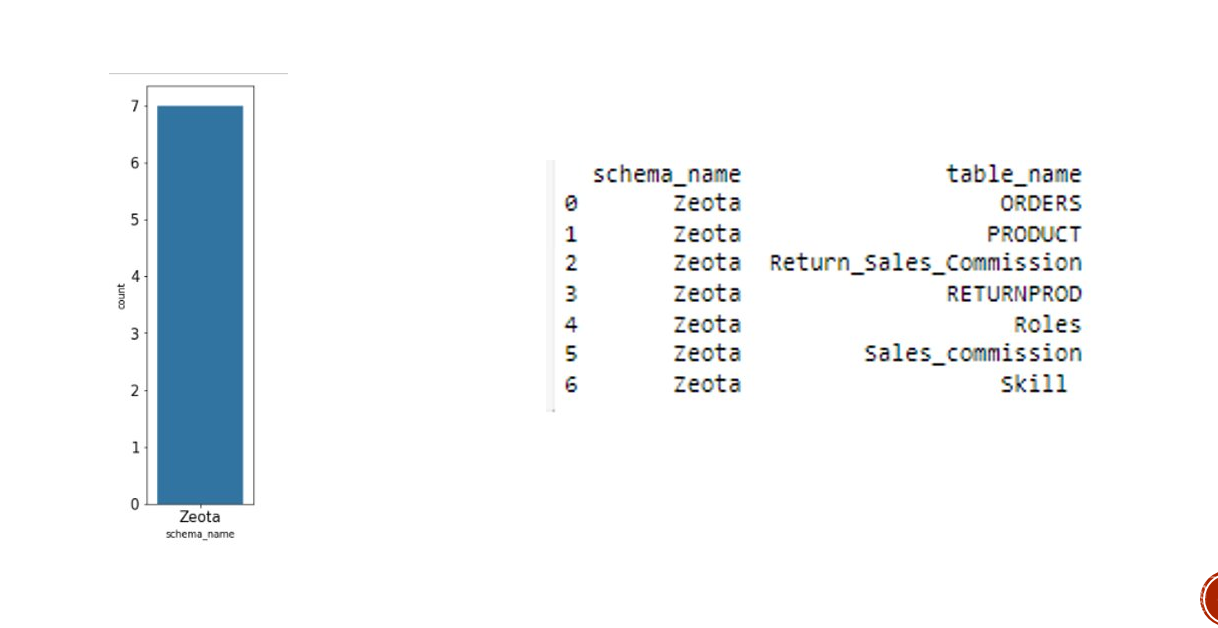 7
6
5
4
3
2
1
0
count
Zeota
schema_name
schema_name table_name
0 Zeota ORDERS
1 Zeota PRODUCT
2 Zeota Return_Sales_Commission
3 Zeota RETURNPROD
4 Zeota Roles
5 Zeota Sales_commission
6 Zeota Skill